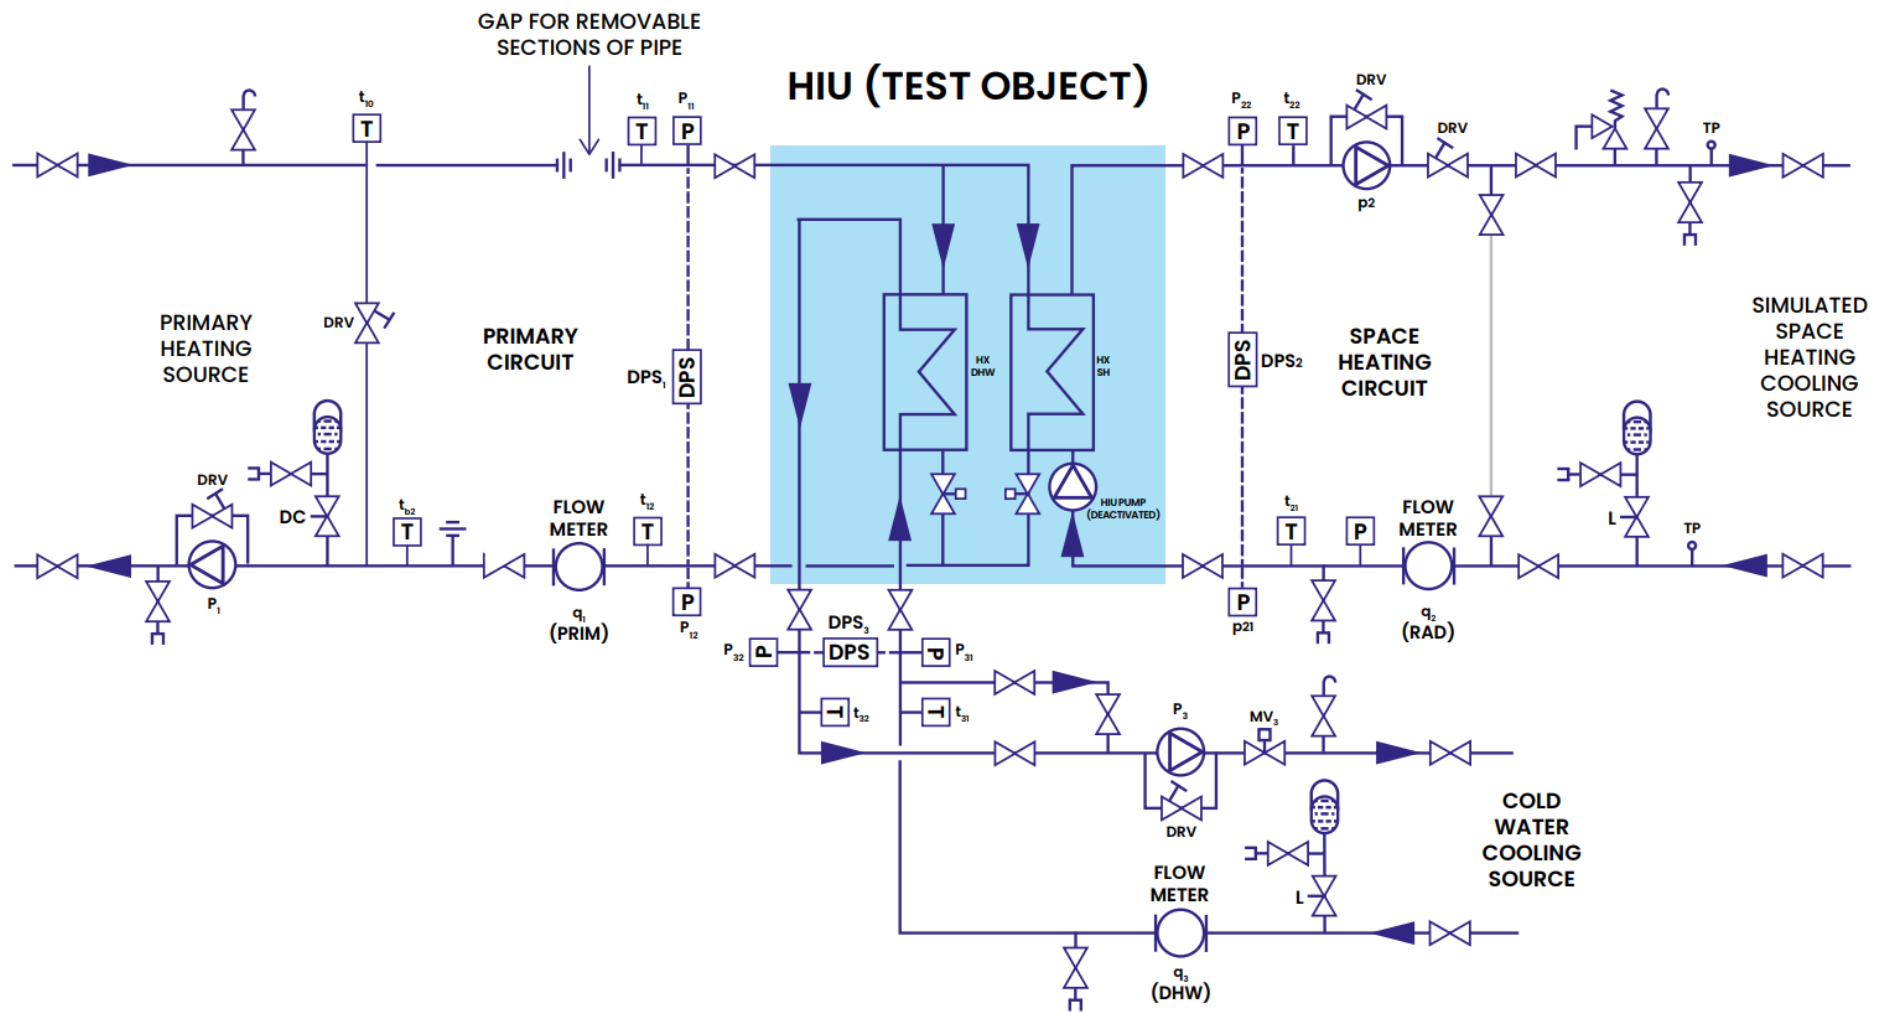 GAP FOR REMOVABLE
SECTIONS OF PIPE
HIU (TEST OBJECT)
t10
T
t11
T
P11
P
P22
P
t22
T
DRV
p2
DRV
TP
PRIMARY
HEATING
SOURCE
DRV
PRIMARY
CIRCUIT
DPS1
DPS
HX
DHW
HX
SH
DPS
DPS2
SPACE
HEATING
CIRCUIT
SIMULATED
SPACE
HEATING
COOLING
SOURCE
DRV
P1
DC
tb2
T
FLOW
METER
q1
(PRIM)
t12
T
P
P12
HIU PUMP
(DEACTIVATED)
t21
T
P
FLOW
METER
q2
(RAD)
L
TP
P
p21
P32
P
DPS3
DPS
P
P31
T
t32
T
t31
P3
MV3
DRV
COLD
WATER
COOLING
SOURCE
FLOW
METER
L
q3
(DHW)